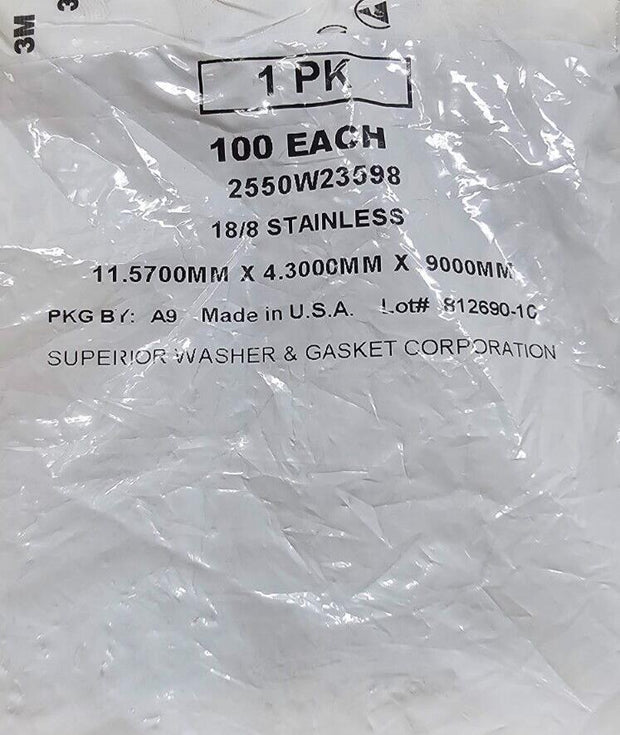 3M
3
1 PK
100 EACH
2550W23598
18/8 STAINLESS
11.5700MM X 4.3000MM X .9000MM
PKG BY: A9 Made in U.S.A. Lot# 812690-10
SUPERIOR WASHER & GASKET CORPORATION